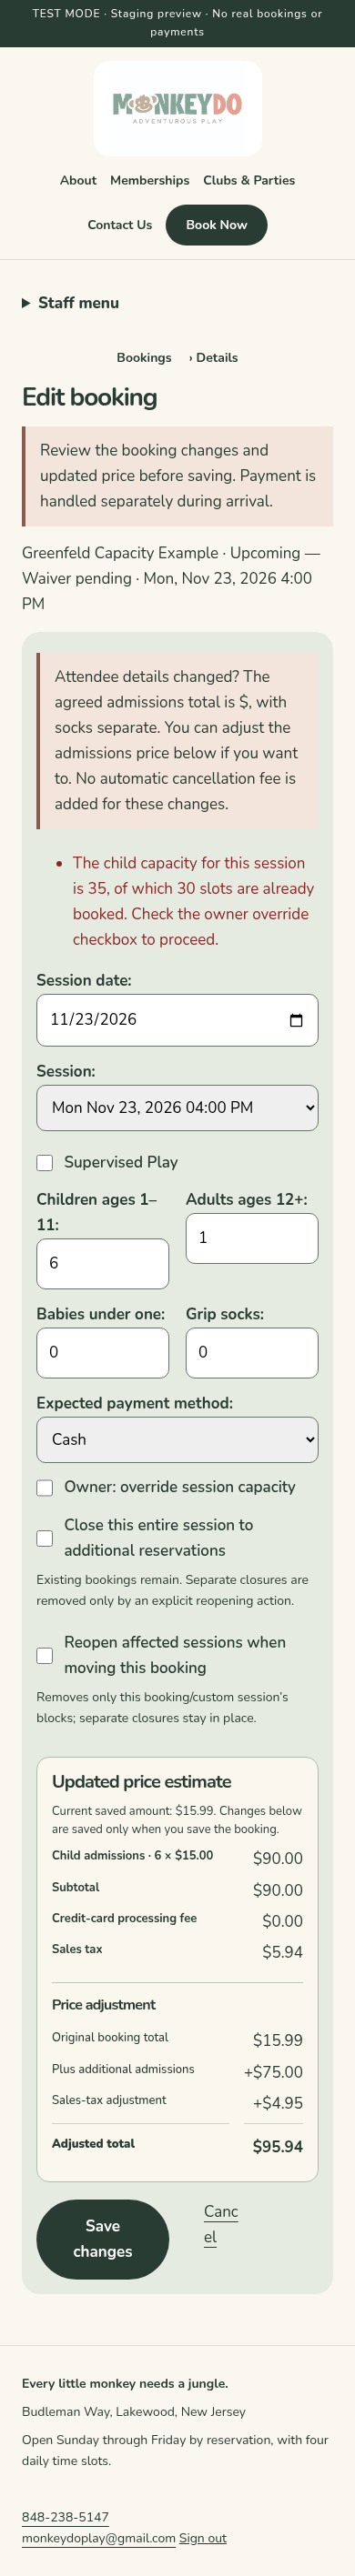 TEST MODE · Staging preview · No real bookings or
payments
MONKEYDO
ADVENTUROUS PLAY
About Memberships Clubs & Parties
Contact Us Book Now
▶ Staff menu
Bookings › Details
Edit booking
Review the booking changes and
updated price before saving. Payment is
handled separately during arrival.
Greenfeld Capacity Example · Upcoming —
Waiver pending · Mon, Nov 23, 2026 4:00
PM
Attendee details changed? The
agreed admissions total is $, with
socks separate. You can adjust the
admissions price below if you want
to. No automatic cancellation fee is
added for these changes.
• The child capacity for this session
is 35, of which 30 slots are already
booked. Check the owner override
checkbox to proceed.
Session date:
11/23/2026
Session:
Mon Nov 23, 2026 04:00 PM
Supervised Play
Children ages 1–
11:
6
Adults ages 12+:
1
Babies under one:
0
Grip socks:
0
Expected payment method:
Cash
Owner: override session capacity
Close this entire session to
additional reservations
Existing bookings remain. Separate closures are
removed only by an explicit reopening action.
Reopen affected sessions when
moving this booking
Removes only this booking/custom session's
blocks; separate closures stay in place.
Updated price estimate
Current saved amount: $15.99. Changes below
are saved only when you save the booking.
Child admissions · 6 × $15.00 $90.00
Subtotal $90.00
Credit-card processing fee $0.00
Sales tax $5.94
Price adjustment
Original booking total $15.99
Plus additional admissions +$75.00
Sales-tax adjustment +$4.95
Adjusted total $95.94
Save
changes
Canc
el
Every little monkey needs a jungle.
Budleman Way, Lakewood, New Jersey
Open Sunday through Friday by reservation, with four
daily time slots.
848-238-5147
monkeydoplay@gmail.com Sign out